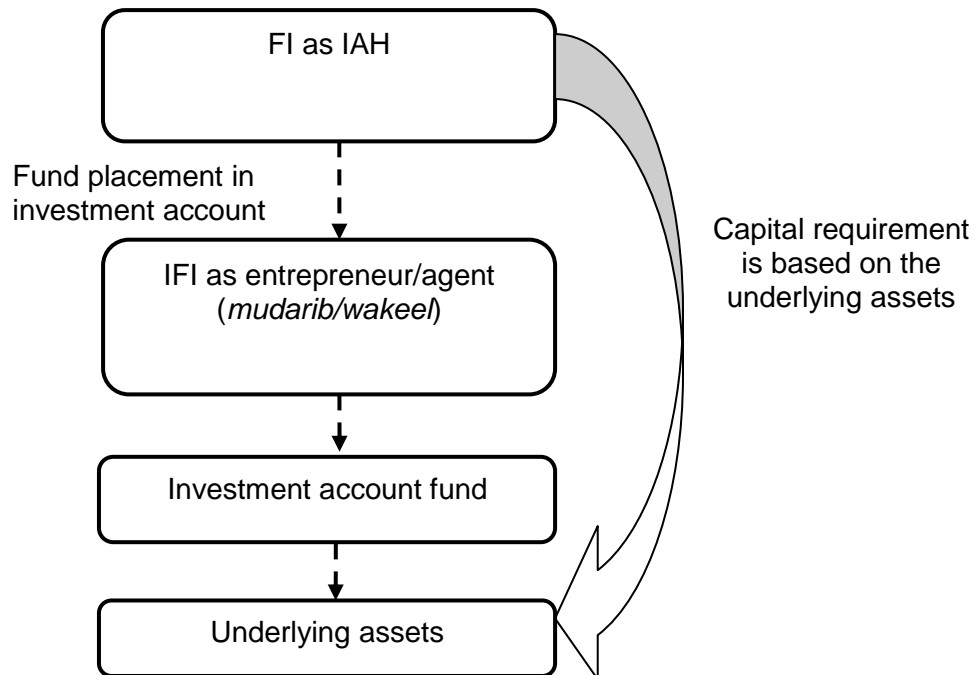 FI as IAH
Fund placement in
investment account
IFI as entrepreneur/agent
(mudarib/wakeel)
Capital requirement
is based on the
underlying assets
Investment account fund
Underlying assets